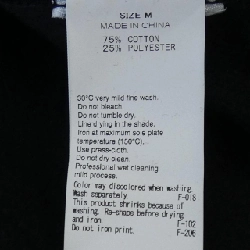 SIZE M
MADE IN CHINA
75% COTTON
25% POLYESTER
30°C very mild fine wash.
Do not bleach.
Do not tumble dry.
Line drying in the shade.
Iron at maximum sole plate
temperature (150°C).
Use press-cloth.
Do not dry clean.
Professional wet cleaning
mild process.
Color may discolored when washing.
Wash separately F-018
This product shrinks because of
washing. Re-shape before drying
and iron F-102
Do not iron print. F-206